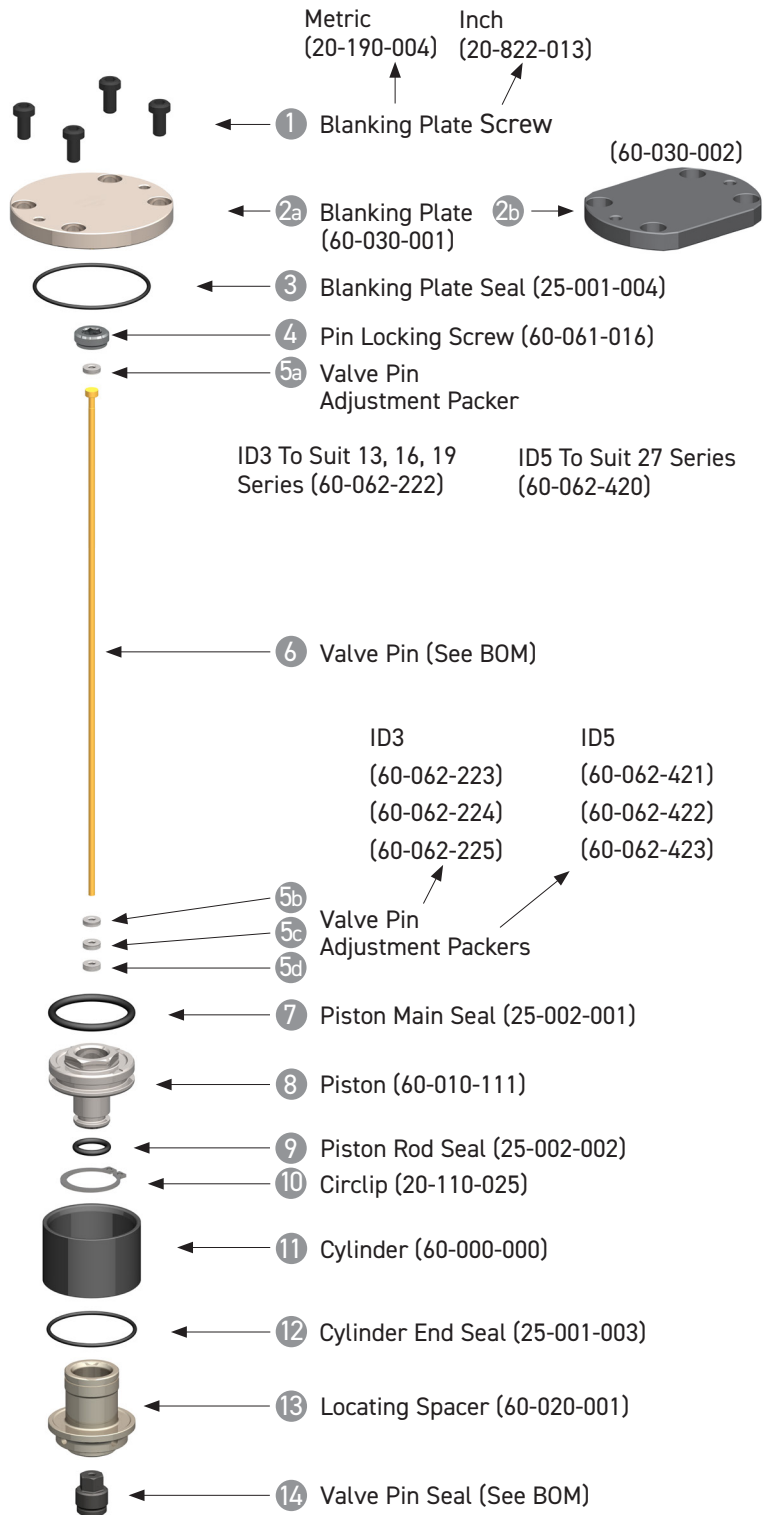 Metric
(20-190-004)
Inch
(20-822-013)
1 Blanking Plate Screw
(60-030-002)
2a Blanking Plate
(60-030-001)
2b
3 Blanking Plate Seal (25-001-004)
4 Pin Locking Screw (60-061-016)
5a Valve Pin
Adjustment Packer
ID3 To Suit 13, 16, 19
Series (60-062-222)
ID5 To Suit 27 Series
(60-062-420)
6 Valve Pin (See BOM)
ID3
(60-062-223)
(60-062-224)
(60-062-225)
ID5
(60-062-421)
(60-062-422)
(60-062-423)
5b
5c
5d
Valve Pin
Adjustment Packers
7 Piston Main Seal (25-002-001)
8 Piston (60-010-111)
9 Piston Rod Seal (25-002-002)
10 Circlip (20-110-025)
11 Cylinder (60-000-000)
12 Cylinder End Seal (25-001-003)
13 Locating Spacer (60-020-001)
14 Valve Pin Seal (See BOM)